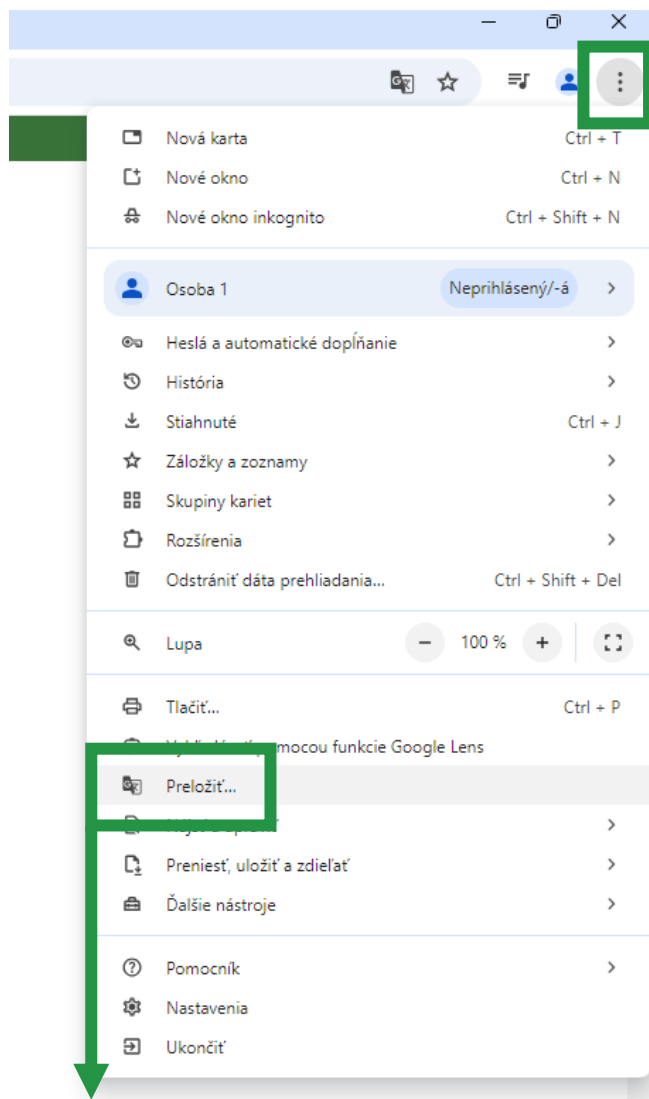 Nová karta Ctrl + T
Nové okno Ctrl + N
Nové okno inkognito Ctrl + Shift + N
Osoba 1 Neprihlásený/-á
Heslá a automatické dopĺňanie
História
Stiahnuté Ctrl + J
Záložky a zoznamy
Skupiny kariet
Rozšírenia
Odstrániť dáta prehliadania... Ctrl + Shift + Del
Lupa − 100 % +
Tlačiť... Ctrl + P
funkcie Google Lens
Preložiť...
Preniesť, uložiť a zdieľať
Ďalšie nástroje
Pomocník
Nastavenia
Ukončiť